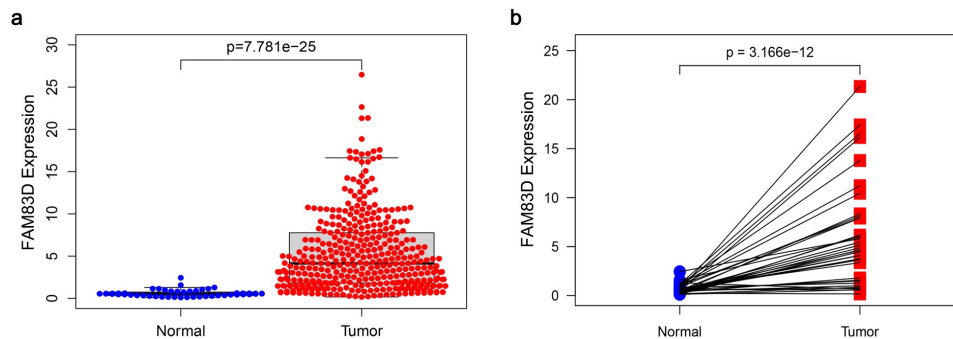 a
p=7.781e−25
FAM83D Expression
30
25
20
15
10
5
0
Normal
Tumor
b
p = 3.166e−12
FAM83D Expression
25
20
15
10
5
0
Normal
Tumor